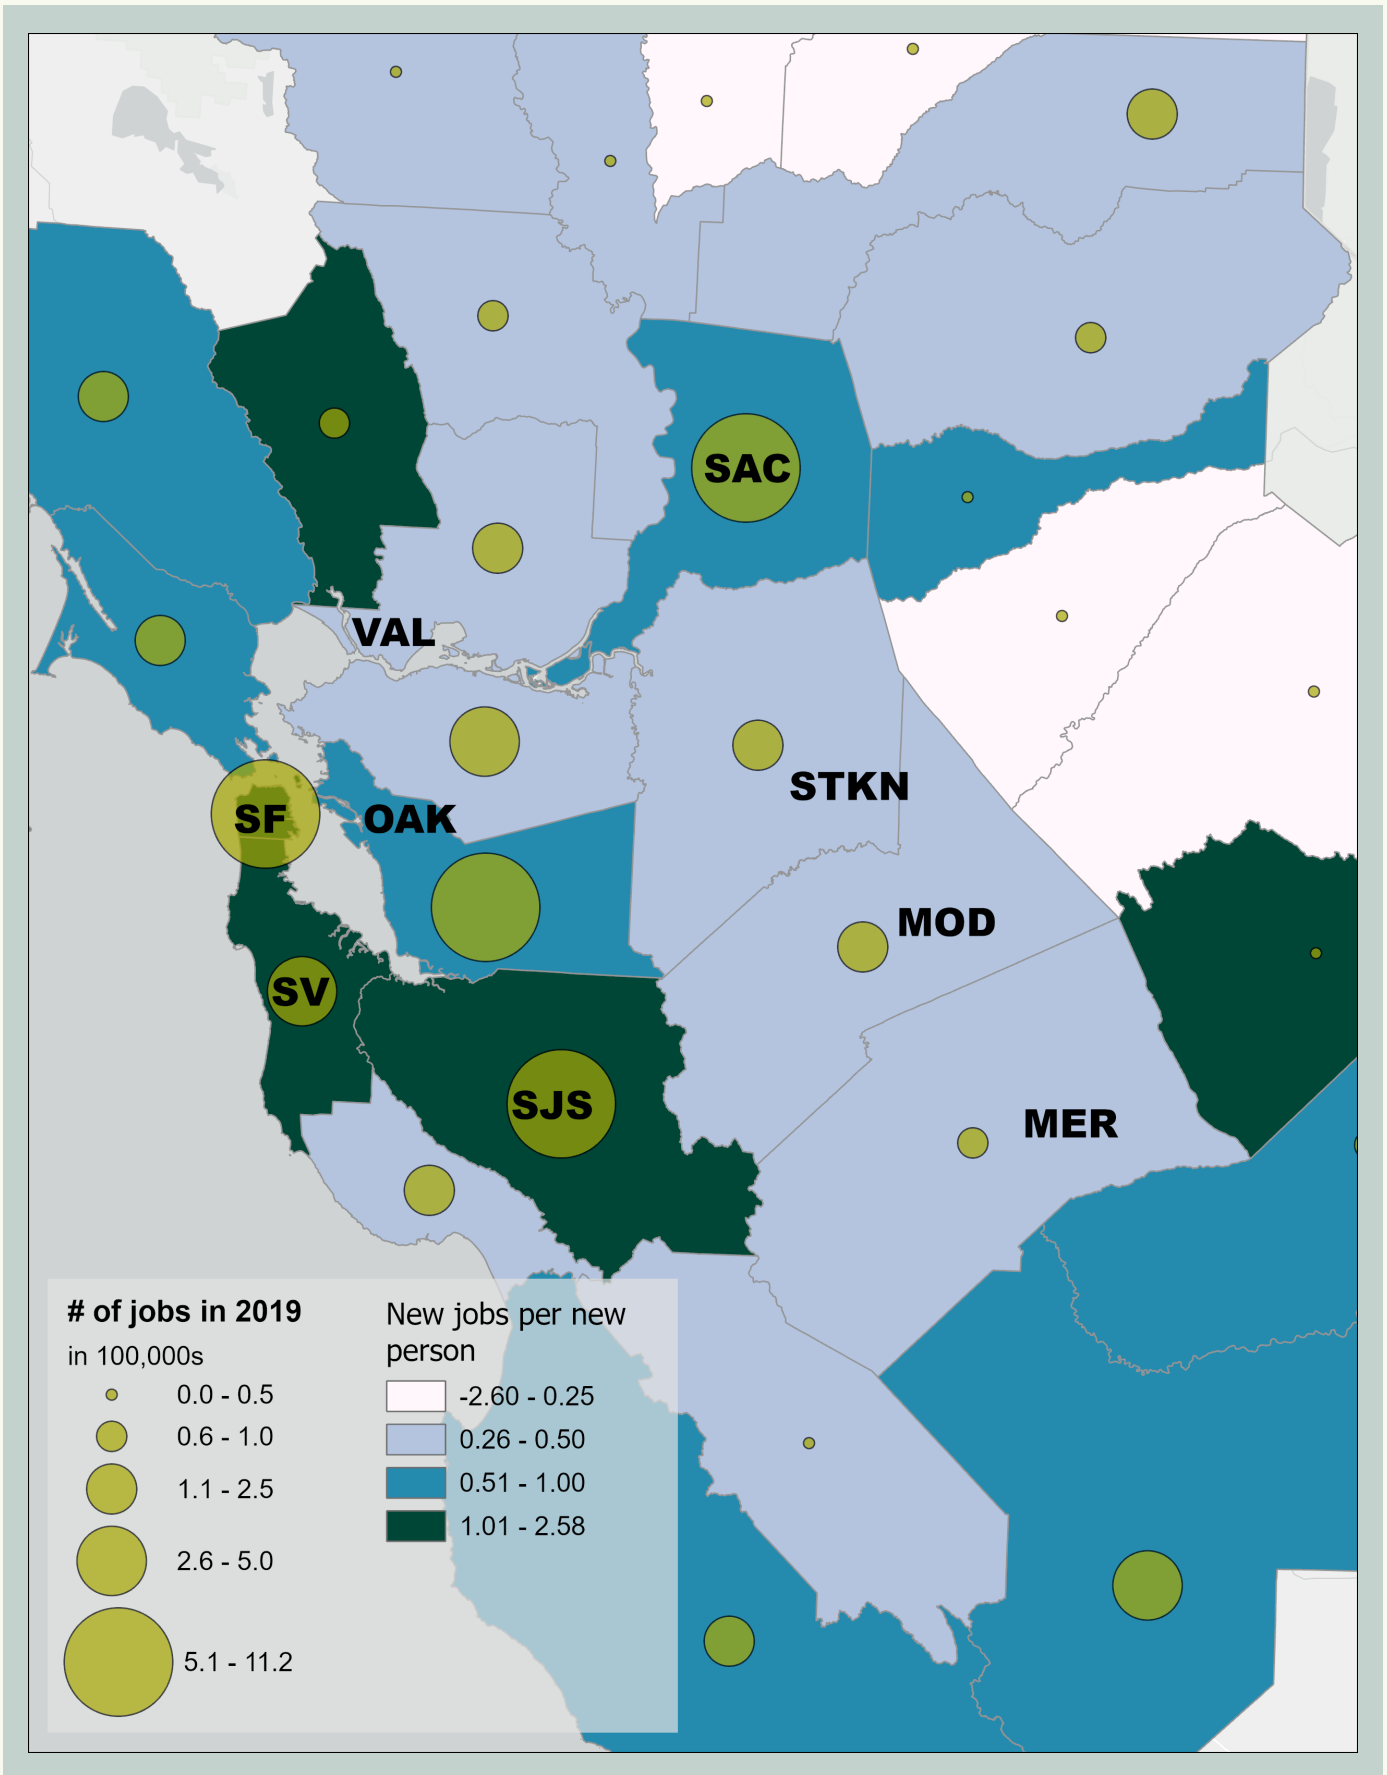 SAC
VAL
STKN
SF
OAK
MOD
SV
SJS
MER
# of jobs in 2019
in 100,000s
0.0 - 0.5
0.6 - 1.0
1.1 - 2.5
2.6 - 5.0
5.1 - 11.2
New jobs per new
person
-2.60 - 0.25
0.26 - 0.50
0.51 - 1.00
1.01 - 2.58